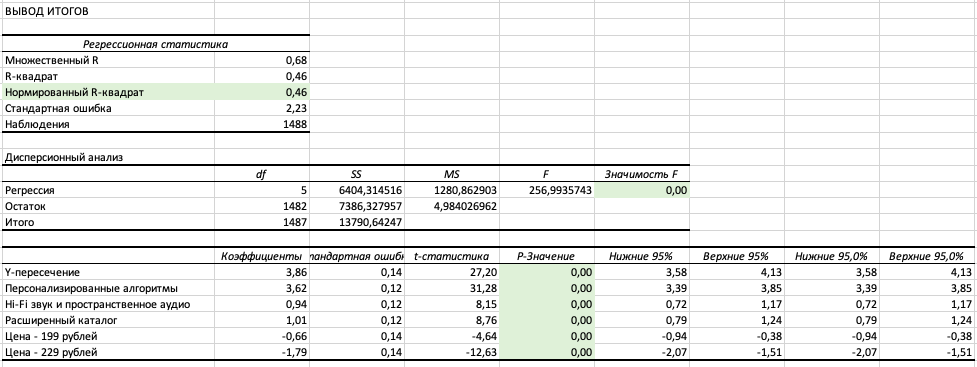 ВЫВОД ИТОГОВ
Регрессионная статистика
Множественный R 0,68
R-квадрат 0,46
Нормированный R-квадрат 0,46
Стандартная ошибка 2,23
Наблюдения 1488
Дисперсионный анализ
df SS MS F Значимость F
Регрессия 5 6404,314516 1280,862903 256,9935743 0,00
Остаток 1482 7386,327957 4,984026962
Итого 1487 13790,64247
Коэффициенты тандартная ошибк t-статистика P-Значение Нижние 95% Верхние 95% Нижние 95,0% Верхние 95,0%
Y-пересечение 3,86 0,14 27,20 0,00 3,58 4,13 3,58 4,13
Персонализированные алгоритмы 3,62 0,12 31,28 0,00 3,39 3,85 3,39 3,85
Hi-Fi звук и пространственное аудио 0,94 0,12 8,15 0,00 0,72 1,17 0,72 1,17
Расширенный каталог 1,01 0,12 8,76 0,00 0,79 1,24 0,79 1,24
Цена - 199 рублей -0,66 0,14 -4,64 0,00 -0,94 -0,38 -0,94 -0,38
Цена - 229 рублей -1,79 0,14 -12,63 0,00 -2,07 -1,51 -2,07 -1,51